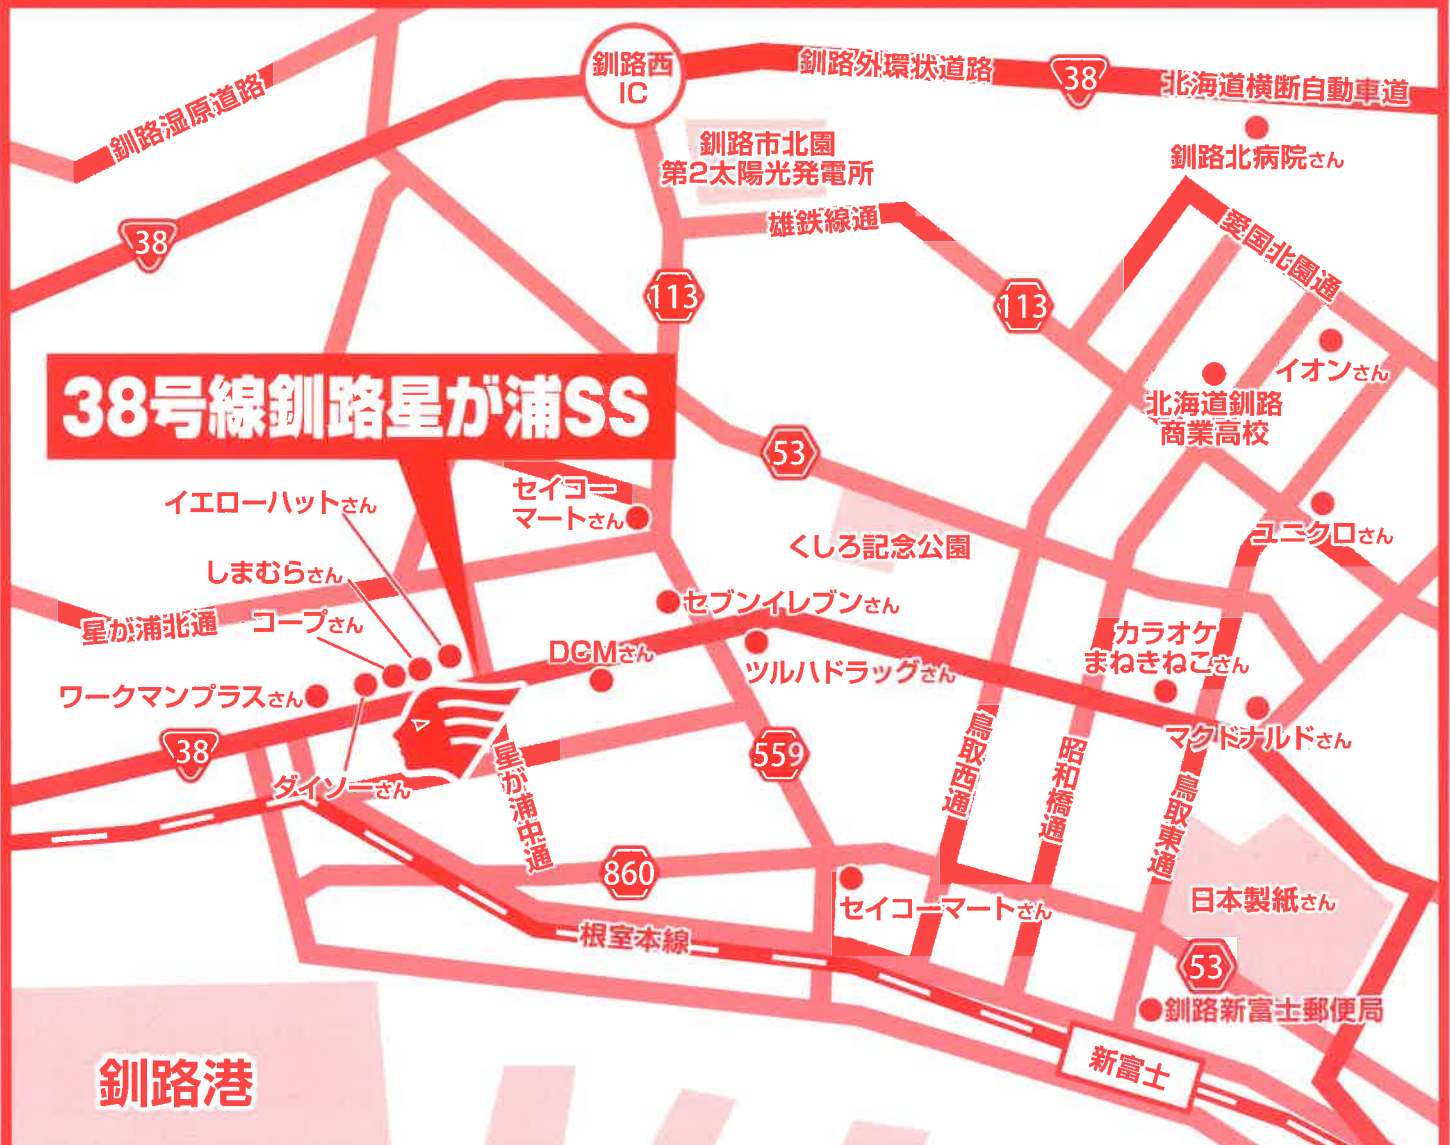 釧路西
IC
釧路外環状道路
38
北海道横断自動車道
釧路湿原道路
釧路市北園
第2太陽光発電所
釧路北病院さん
雄鉄線通
愛国北園通
38
113
113
イオンさん
38号線釧路星が浦SS
北海道釧路
商業高校
53
イエローハットさん
セイコー
マートさん
ユニクロさん
くしろ記念公園
しまむらさん
セブンイレブンさん
コープさん
星が浦北通
DCMさん
カラオケ
まねきねこさん
ツルハドラッグさん
ワークマンプラスさん
マクドナルドさん
38
559
鳥取西通
昭和橋通
鳥取東通
ダイソーさん
星が浦中通
860
セイコーマートさん
日本製紙さん
根室本線
53
釧路新富士郵便局
新富士
釧路港